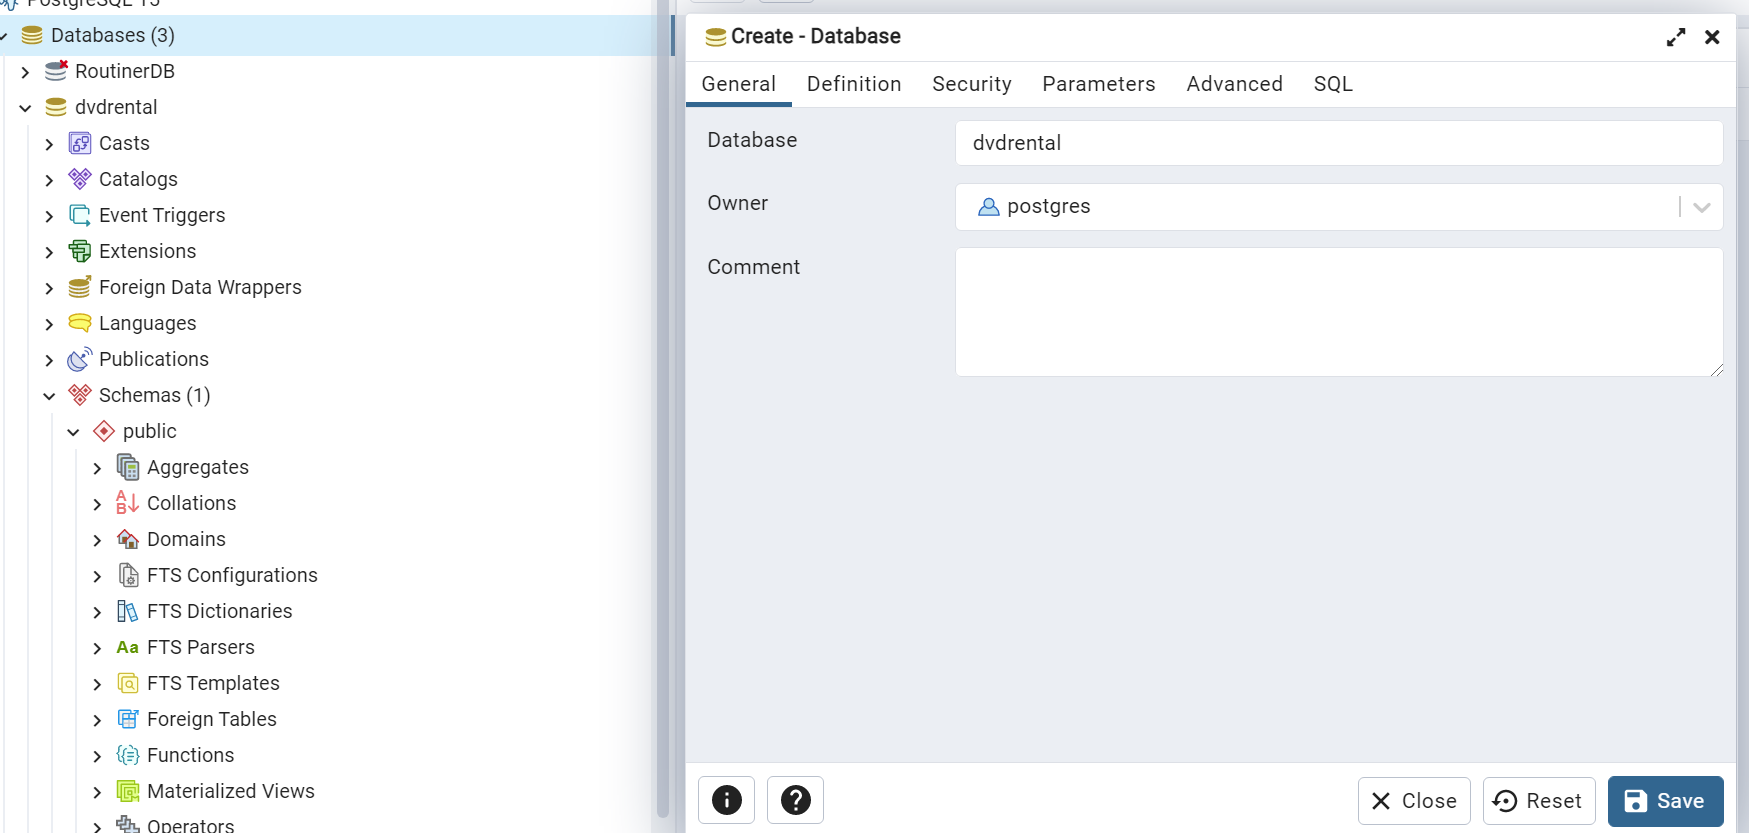 PostgreSQL 15
Databases (3)
RoutinerDB
dvdrental
Casts
Catalogs
Event Triggers
Extensions
Foreign Data Wrappers
Languages
Publications
Schemas (1)
public
Aggregates
Collations
Domains
FTS Configurations
FTS Dictionaries
Aa FTS Parsers
FTS Templates
Foreign Tables
Functions
Materialized Views
Operators
Create - Database
General Definition Security Parameters Advanced SQL
Database dvdrental
Owner postgres
Comment
Close Reset Save